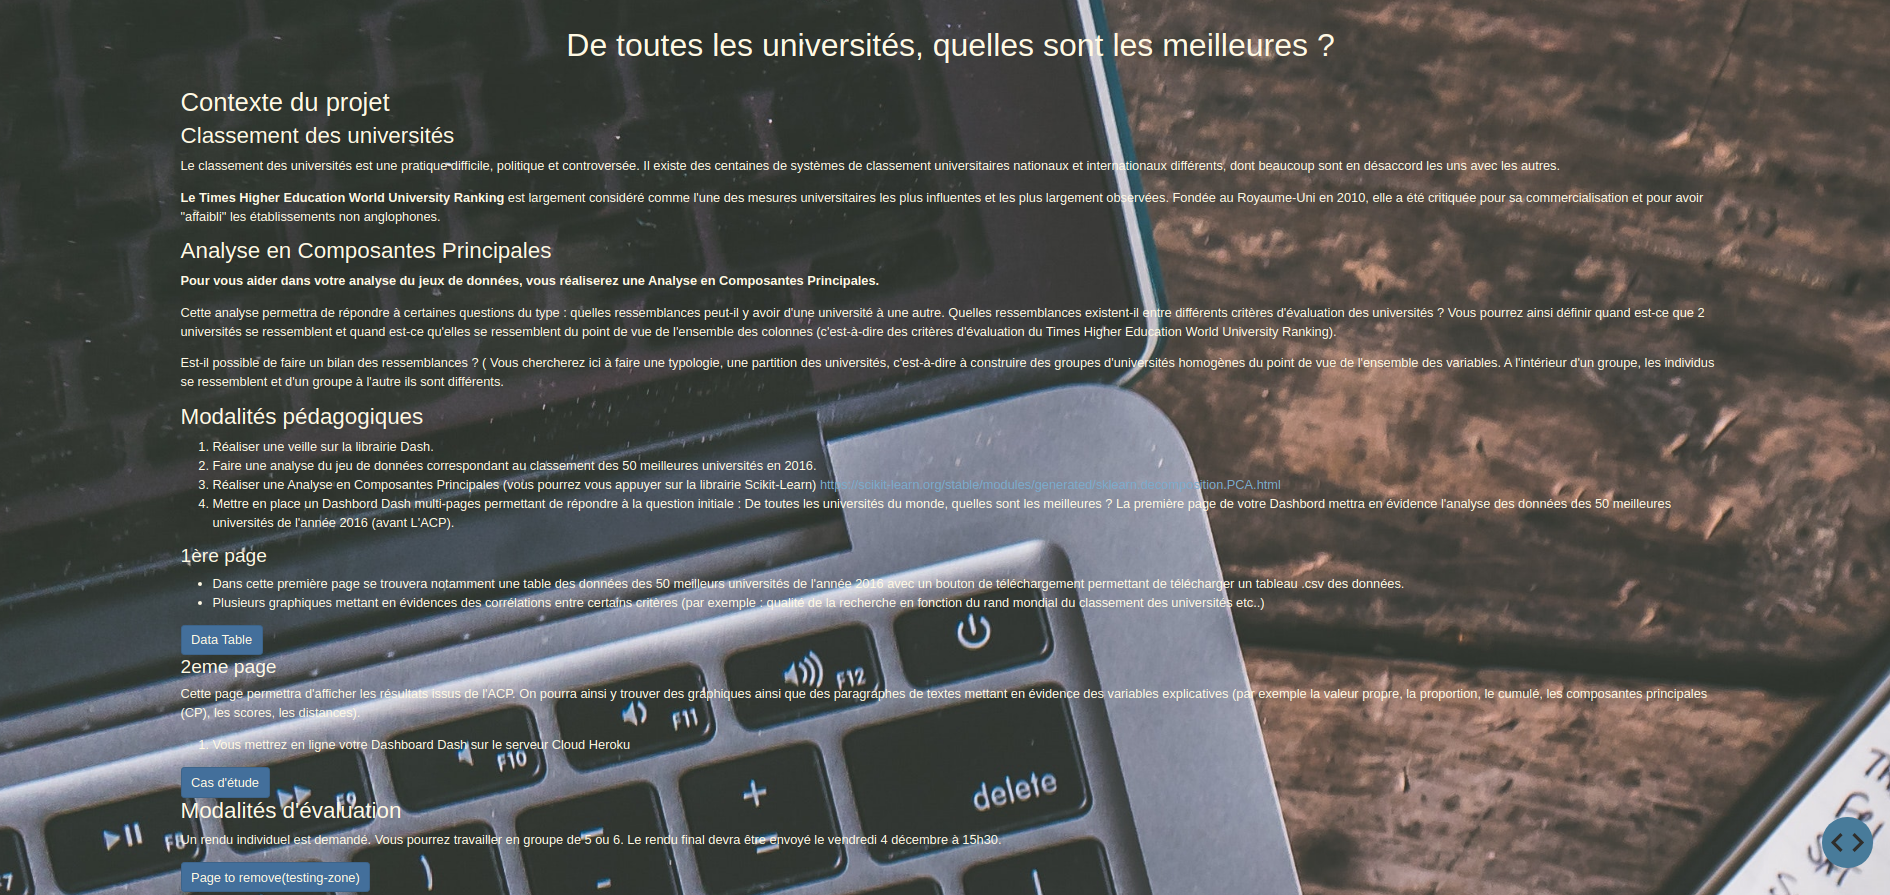 De toutes les universités, quelles sont les meilleures ?
Contexte du projet
Classement des universités
Le classement des universités est une pratique difficile, politique et controversée. Il existe des centaines de systèmes de classement universitaires nationaux et internationaux différents, dont beaucoup sont en désaccord les uns avec les autres.
Le Times Higher Education World University Ranking est largement considéré comme l'une des mesures universitaires les plus influentes et les plus largement observées. Fondée au Royaume-Uni en 2010, elle a été critiquée pour sa commercialisation et pour avoir
"affaibli" les établissements non anglophones.
Analyse en Composantes Principales
Pour vous aider dans votre analyse du jeux de données, vous réaliserez une Analyse en Composantes Principales.
Cette analyse permettra de répondre à certaines questions du type : quelles ressemblances peut-il y avoir d'une université à une autre. Quelles ressemblances existent-il entre différents critères d'évaluation des universités ? Vous pourrez ainsi définir quand est-ce que 2
universités se ressemblent et quand est-ce qu'elles se ressemblent du point de vue de l'ensemble des colonnes (c'est-à-dire des critères d'évaluation du Times Higher Education World University Ranking).
Est-il possible de faire un bilan des ressemblances ? ( Vous chercherez ici à faire une typologie, une partition des universités, c'est-à-dire à construire des groupes d'universités homogènes du point de vue de l'ensemble des variables. A l'intérieur d'un groupe, les individus
se ressemblent et d'un groupe à l'autre ils sont différents.
Modalités pédagogiques
1. Réaliser une veille sur la librairie Dash.
2. Faire une analyse du jeu de données correspondant au classement des 50 meilleures universités en 2016.
3. Réaliser une Analyse en Composantes Principales (vous pourrez vous appuyer sur la librairie Scikit-Learn) https://scikit-learn.org/stable/modules/generated/sklearn.decomposition.PCA.html
4. Mettre en place un Dashbord Dash multi-pages permettant de répondre à la question initiale : De toutes les universités du monde, quelles sont les meilleures ? La première page de votre Dashbord mettra en évidence l'analyse des données des 50 meilleures
universités de l'année 2016 (avant L'ACP).
1ère page
• Dans cette première page se trouvera notamment une table des données des 50 meilleurs universités de l'année 2016 avec un bouton de téléchargement permettant de télécharger un tableau .csv des données.
• Plusieurs graphiques mettant en évidences des corrélations entre certains critères (par exemple : qualité de la recherche en fonction du rand mondial du classement des universités etc..)
Data Table
2eme page
Cette page permettra d'afficher les résultats issus de l'ACP. On pourra ainsi y trouver des graphiques ainsi que des paragraphes de textes mettant en évidence des variables explicatives (par exemple la valeur propre, la proportion, le cumulé, les composantes principales
(CP), les scores, les distances).
1. Vous mettrez en ligne votre Dashboard Dash sur le serveur Cloud Heroku
Cas d'étude
Modalités d'évaluation
Un rendu individuel est demandé. Vous pourrez travailler en groupe de 5 ou 6. Le rendu final devra être envoyé le vendredi 4 décembre à 15h30.
Page to remove(testing-zone)
F12
F11
F10
F9
F8
F7
delete